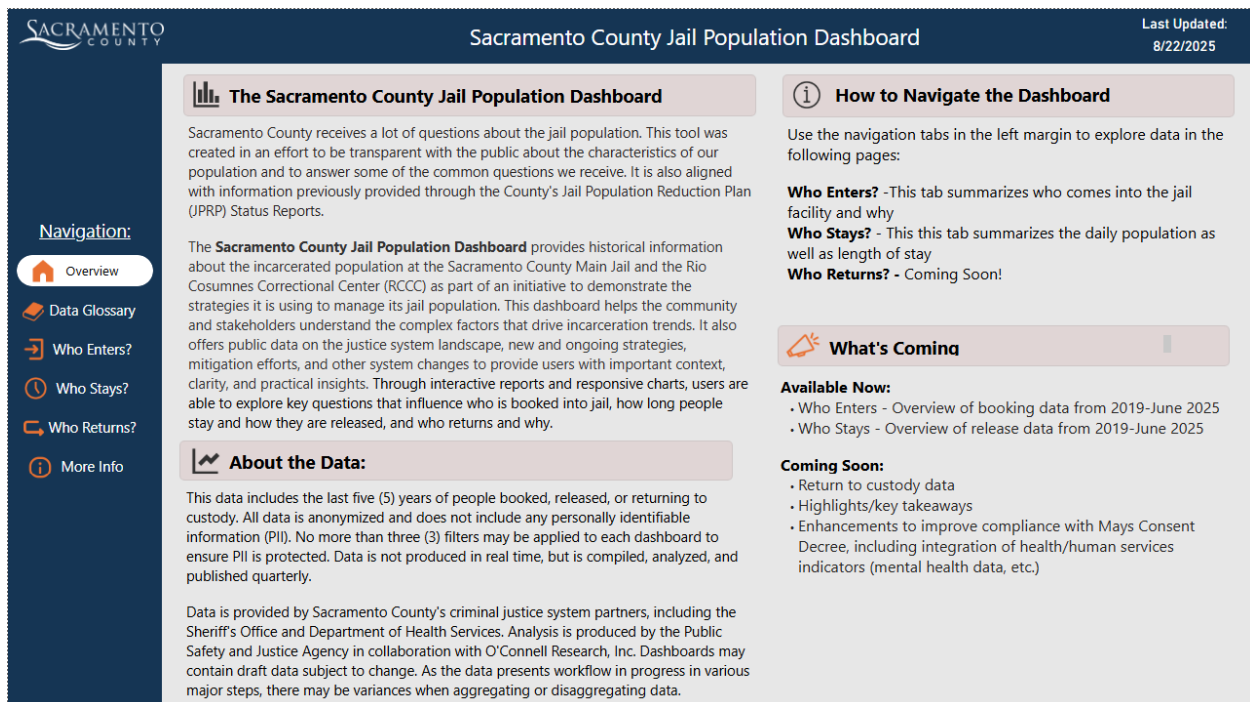 SACRAMENTO
COUNTY
Sacramento County Jail Population Dashboard
Last Updated:
8/22/2025
Navigation:
Overview
Data Glossary
Who Enters?
Who Stays?
Who Returns?
More Info
The Sacramento County Jail Population Dashboard
Sacramento County receives a lot of questions about the jail population. This tool was
created in an effort to be transparent with the public about the characteristics of our
population and to answer some of the common questions we receive. It is also aligned
with information previously provided through the County's Jail Population Reduction Plan
(JPRP) Status Reports.
The Sacramento County Jail Population Dashboard provides historical information
about the incarcerated population at the Sacramento County Main Jail and the Rio
Cosumnes Correctional Center (RCCC) as part of an initiative to demonstrate the
strategies it is using to manage its jail population. This dashboard helps the community
and stakeholders understand the complex factors that drive incarceration trends. It also
offers public data on the justice system landscape, new and ongoing strategies,
mitigation efforts, and other system changes to provide users with important context,
clarity, and practical insights. Through interactive reports and responsive charts, users are
able to explore key questions that influence who is booked into jail, how long people
stay and how they are released, and who returns and why.
About the Data:
This data includes the last five (5) years of people booked, released, or returning to
custody. All data is anonymized and does not include any personally identifiable
information (PII). No more than three (3) filters may be applied to each dashboard to
ensure PII is protected. Data is not produced in real time, but is compiled, analyzed, and
published quarterly.
Data is provided by Sacramento County's criminal justice system partners, including the
Sheriff's Office and Department of Health Services. Analysis is produced by the Public
Safety and Justice Agency in collaboration with O'Connell Research, Inc. Dashboards may
contain draft data subject to change. As the data presents workflow in progress in various
major steps, there may be variances when aggregating or disaggregating data.
How to Navigate the Dashboard
Use the navigation tabs in the left margin to explore data in the
following pages:
Who Enters? -This tab summarizes who comes into the jail
facility and why
Who Stays? - This this tab summarizes the daily population as
well as length of stay
Who Returns? - Coming Soon!
What's Coming
Available Now:
• Who Enters - Overview of booking data from 2019-June 2025
• Who Stays - Overview of release data from 2019-June 2025
Coming Soon:
• Return to custody data
• Highlights/key takeaways
• Enhancements to improve compliance with Mays Consent
Decree, including integration of health/human services
indicators (mental health data, etc.)